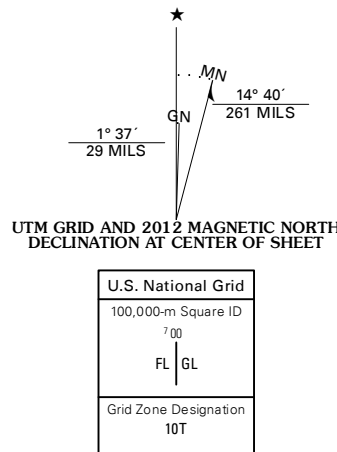 ★
MN
GN
14° 40´
261 MILS
1° 37´
29 MILS
UTM GRID AND 2012 MAGNETIC NORTH
DECLINATION AT CENTER OF SHEET
U.S. National Grid
100,000-m Square ID
⁷00
FL | GL
Grid Zone Designation
10T